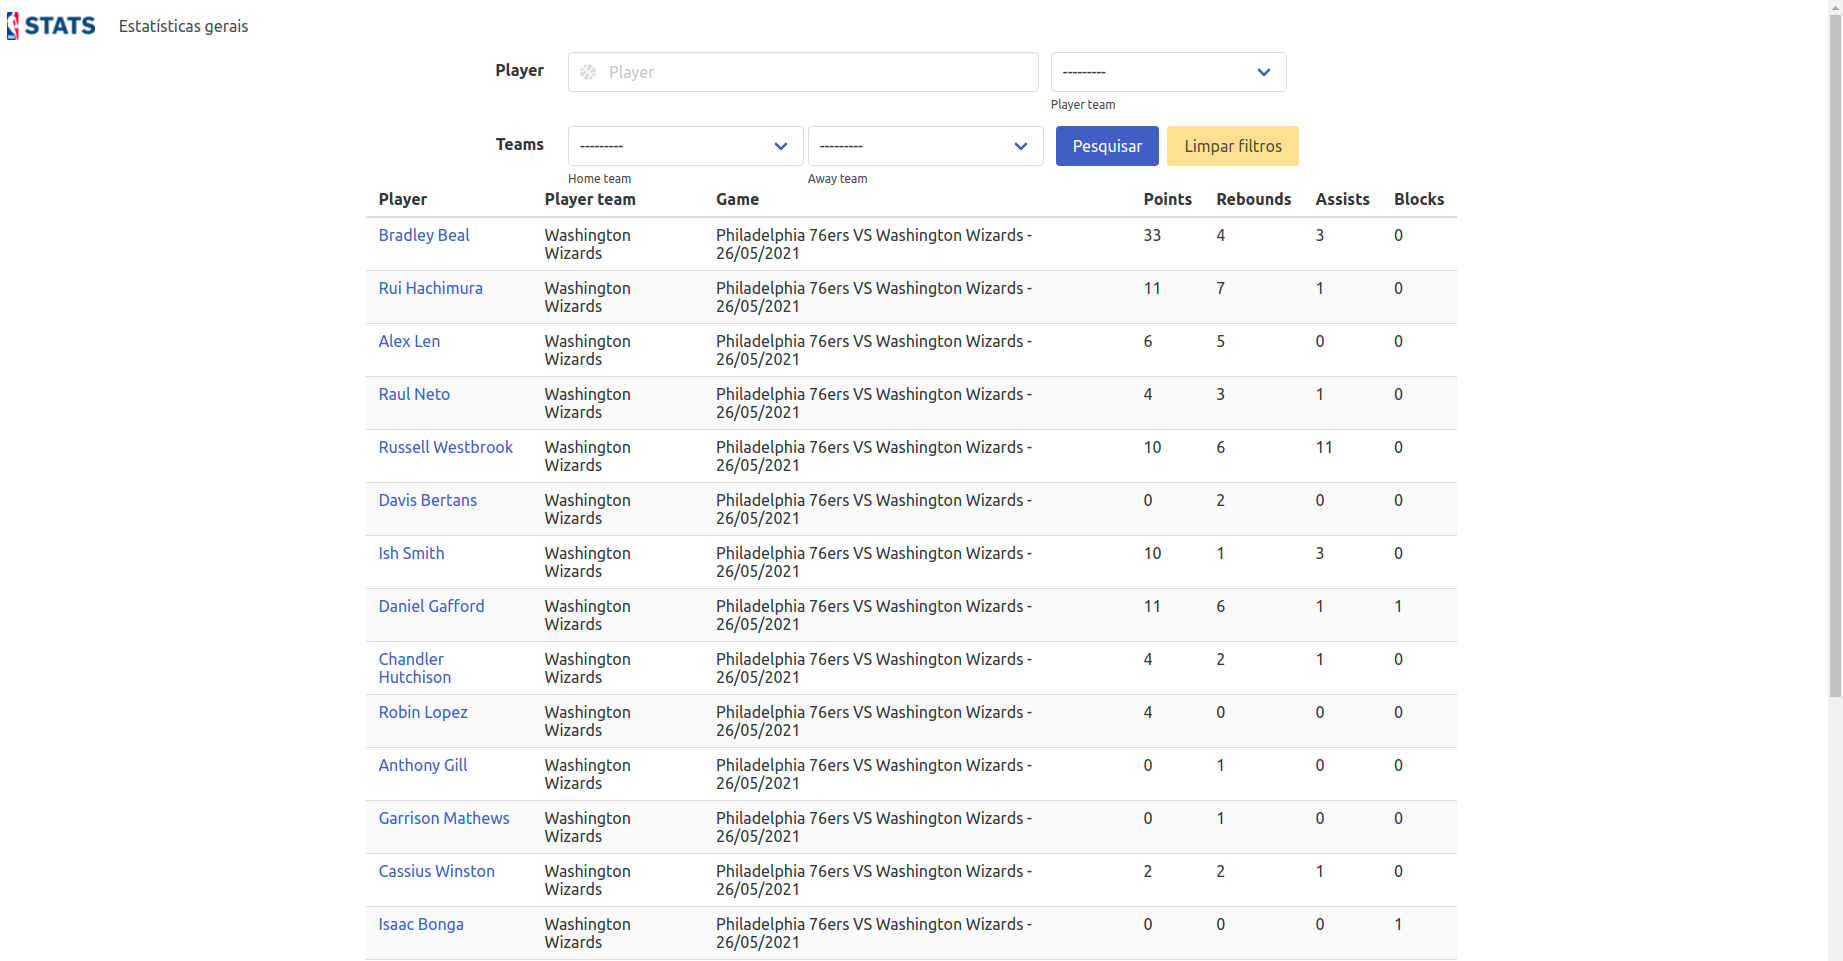 STATS Estatísticas gerais
Player Player ---------
Player team
Teams --------- --------- Pesquisar Limpar filtros
Home team Away team
Player Player team Game Points Rebounds Assists Blocks
Bradley Beal Washington Philadelphia 76ers VS Washington Wizards - 33 4 3 0
Wizards 26/05/2021
Rui Hachimura Washington Philadelphia 76ers VS Washington Wizards - 11 7 1 0
Wizards 26/05/2021
Alex Len Washington Philadelphia 76ers VS Washington Wizards - 6 5 0 0
Wizards 26/05/2021
Raul Neto Washington Philadelphia 76ers VS Washington Wizards - 4 3 1 0
Wizards 26/05/2021
Russell Westbrook Washington Philadelphia 76ers VS Washington Wizards - 10 6 11 0
Wizards 26/05/2021
Davis Bertans Washington Philadelphia 76ers VS Washington Wizards - 0 2 0 0
Wizards 26/05/2021
Ish Smith Washington Philadelphia 76ers VS Washington Wizards - 10 1 3 0
Wizards 26/05/2021
Daniel Gafford Washington Philadelphia 76ers VS Washington Wizards - 11 6 1 1
Wizards 26/05/2021
Chandler Washington Philadelphia 76ers VS Washington Wizards - 4 2 1 0
Hutchison Wizards 26/05/2021
Robin Lopez Washington Philadelphia 76ers VS Washington Wizards - 4 0 0 0
Wizards 26/05/2021
Anthony Gill Washington Philadelphia 76ers VS Washington Wizards - 0 1 0 0
Wizards 26/05/2021
Garrison Mathews Washington Philadelphia 76ers VS Washington Wizards - 0 1 0 0
Wizards 26/05/2021
Cassius Winston Washington Philadelphia 76ers VS Washington Wizards - 2 2 1 0
Wizards 26/05/2021
Isaac Bonga Washington Philadelphia 76ers VS Washington Wizards - 0 0 0 1
Wizards 26/05/2021